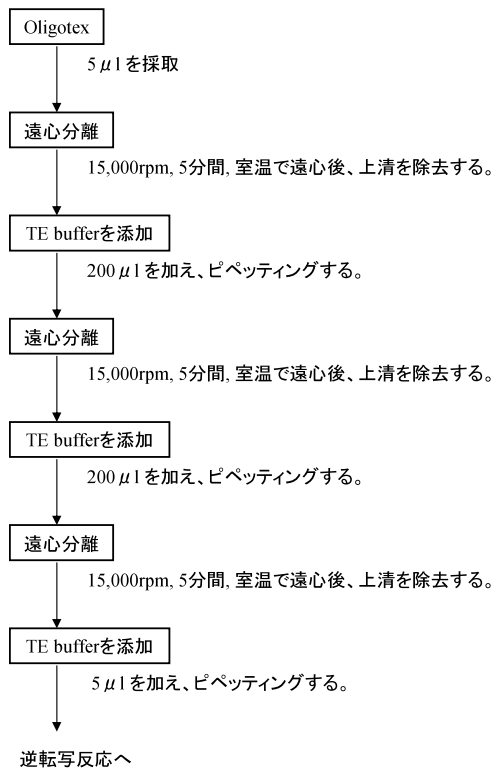 Oligotex
5μlを採取
遠心分離
15,000rpm, 5分間, 室温で遠心後、上清を除去する。
TE bufferを添加
200μlを加え、ピペッティングする。
遠心分離
15,000rpm, 5分間, 室温で遠心後、上清を除去する。
TE bufferを添加
200μlを加え、ピペッティングする。
遠心分離
15,000rpm, 5分間, 室温で遠心後、上清を除去する。
TE bufferを添加
5μlを加え、ピペッティングする。
逆転写反応へ